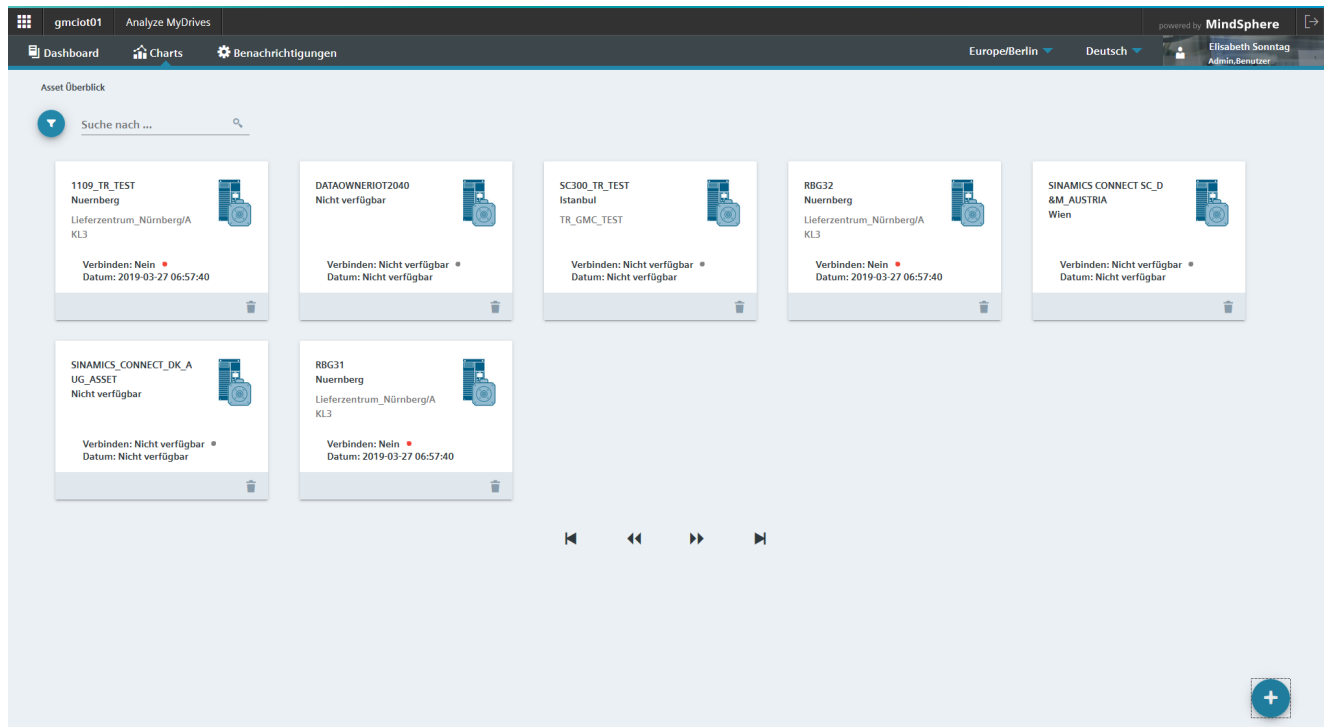 gmciot01 Analyze MyDrives powered by MindSphere
Dashboard Charts Benachrichtigungen Europe/Berlin Deutsch Elisabeth Sonntag
Admin,Benutzer
Asset Überblick
Suche nach ...
1109_TR_TEST
Nuernberg
Lieferzentrum_Nürnberg/A
KL3
Verbinden: Nein
Datum: 2019-03-27 06:57:40
DATAOWNERIOT2040
Nicht verfügbar
Verbinden: Nicht verfügbar
Datum: Nicht verfügbar
SC300_TR_TEST
Istanbul
TR_GMC_TEST
Verbinden: Nicht verfügbar
Datum: Nicht verfügbar
RBG32
Nuernberg
Lieferzentrum_Nürnberg/A
KL3
Verbinden: Nein
Datum: 2019-03-27 06:57:40
SINAMICS CONNECT SC_D
&M_AUSTRIA
Wien
Verbinden: Nicht verfügbar
Datum: Nicht verfügbar
SINAMICS_CONNECT_DK_A
UG_ASSET
Nicht verfügbar
Verbinden: Nicht verfügbar
Datum: Nicht verfügbar
RBG31
Nuernberg
Lieferzentrum_Nürnberg/A
KL3
Verbinden: Nein
Datum: 2019-03-27 06:57:40